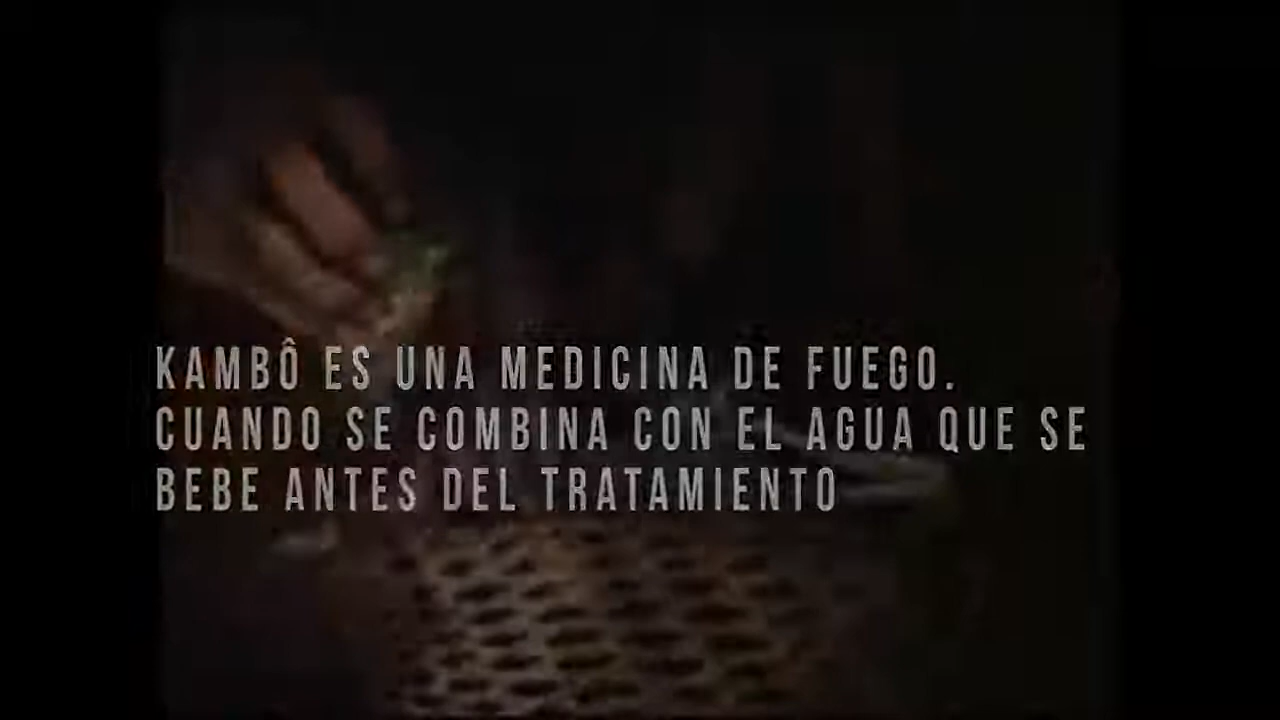 KAMBÔ ES UNA MEDICINA DE FUEGO.
CUANDO SE COMBINA CON EL AGUA QUE SE
BEBE ANTES DEL TRATAMIENTO